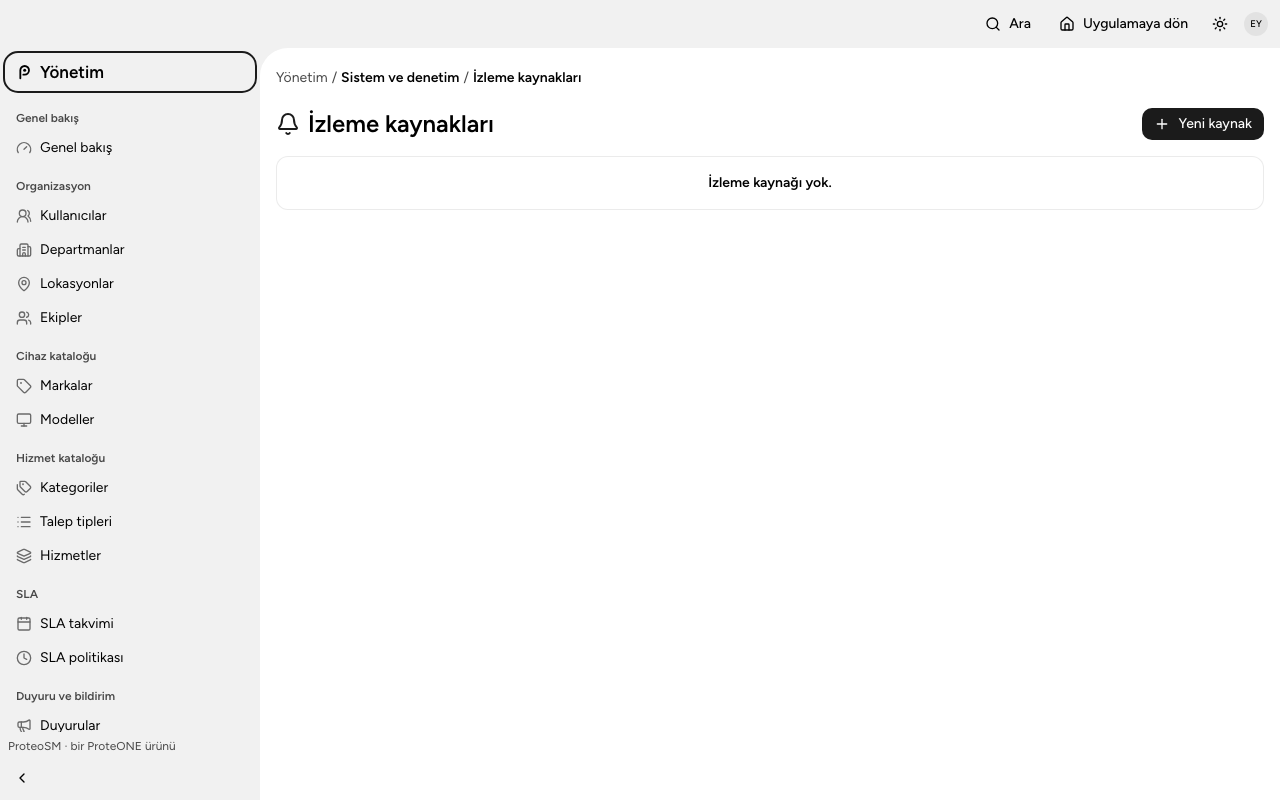 Ara
Uygulamaya dön
EY
Yönetim
Genel bakış
Genel bakış
Organizasyon
Kullanıcılar
Departmanlar
Lokasyonlar
Ekipler
Cihaz kataloğu
Markalar
Modeller
Hizmet kataloğu
Kategoriler
Talep tipleri
Hizmetler
SLA
SLA takvimi
SLA politikası
Duyuru ve bildirim
Duyurular
ProteoSM · bir ProteONE ürünü
Yönetim / Sistem ve denetim / İzleme kaynakları
İzleme kaynakları
Yeni kaynak
İzleme kaynağı yok.